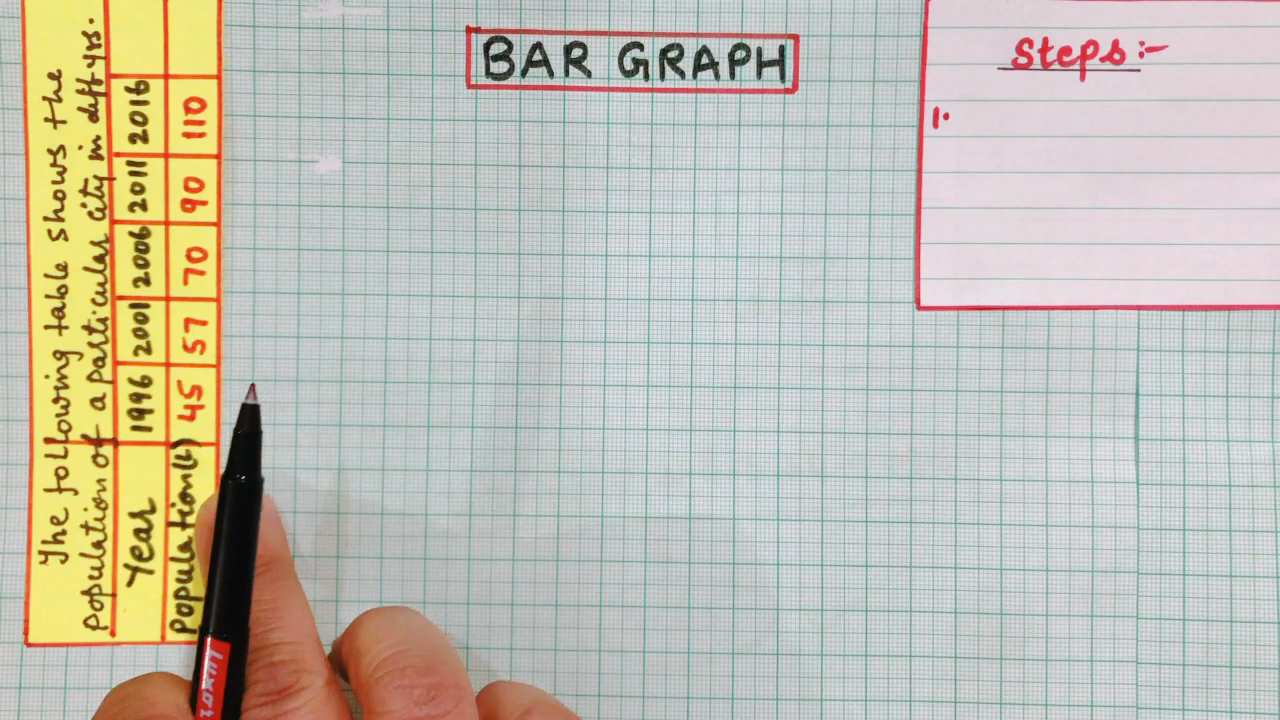 BAR GRAPH
Steps:-
1.
The following table shows the
population of a particular city in diff yrs.
Year 1996 2001 2006 2011 2016
Population(L) 45 57 70 90 110
Luxor